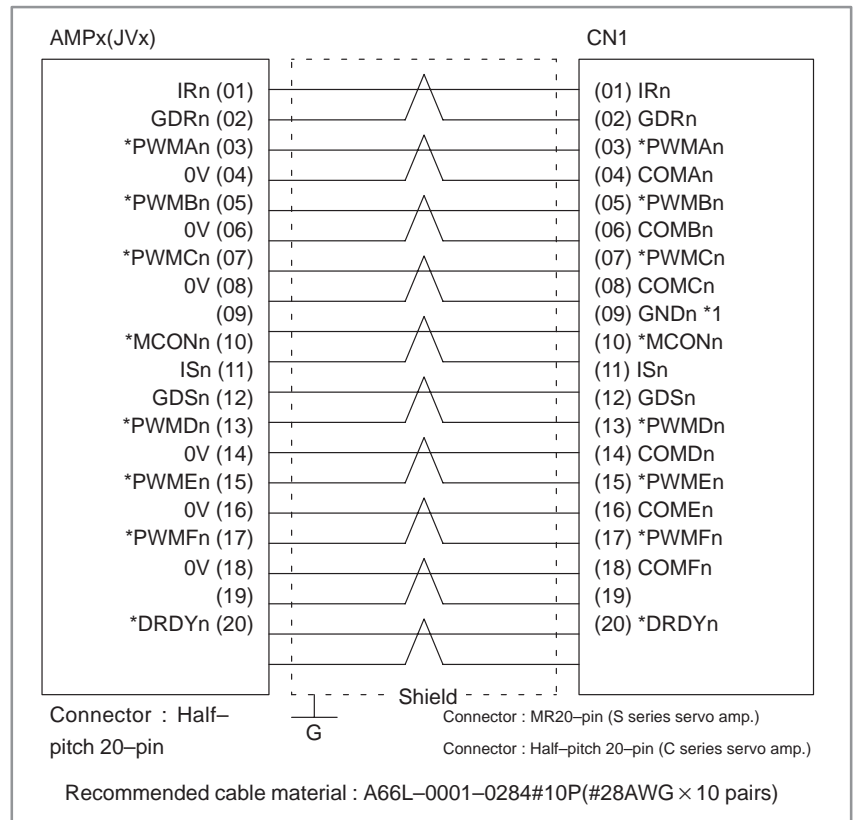 AMPx(JVx) CN1
IRn (01) (01) IRn
GDRn (02) (02) GDRn
*PWMAn (03) (03) *PWMAn
0V (04) (04) COMAn
*PWMBn (05) (05) *PWMBn
0V (06) (06) COMBn
*PWMCn (07) (07) *PWMCn
0V (08) (08) COMCn
(09) (09) GNDn *1
*MCONn (10) (10) *MCONn
ISn (11) (11) ISn
GDSn (12) (12) GDSn
*PWMDn (13) (13) *PWMDn
0V (14) (14) COMDn
*PWMEn (15) (15) *PWMEn
0V (16) (16) COMEn
*PWMFn (17) (17) *PWMFn
0V (18) (18) COMFn
(19) (19)
*DRDYn (20) (20) *DRDYn
Shield
G
Connector : Half–
pitch 20–pin
Connector : MR20–pin (S series servo amp.)
Connector : Half–pitch 20–pin (C series servo amp.)
Recommended cable material : A66L–0001–0284#10P(#28AWG × 10 pairs)